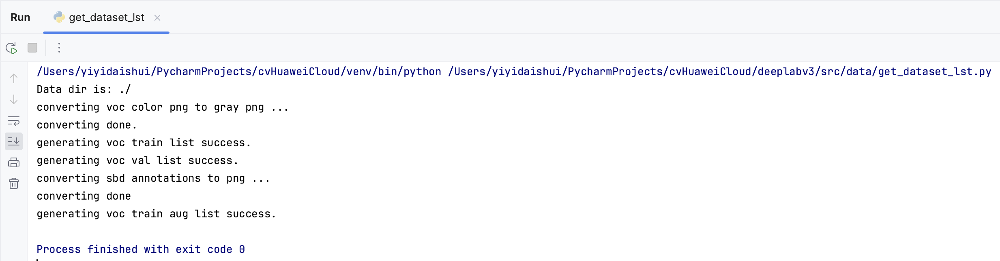 Run get_dataset_lst
/Users/yiyidaishui/PycharmProjects/cvHuaweiCloud/venv/bin/python /Users/yiyidaishui/PycharmProjects/cvHuaweiCloud/deeplabv3/src/data/get_dataset_lst.py
Data dir is: ./
converting voc color png to gray png ...
converting done.
generating voc train list success.
generating voc val list success.
converting sbd annotations to png ...
converting done
generating voc train aug list success.
Process finished with exit code 0